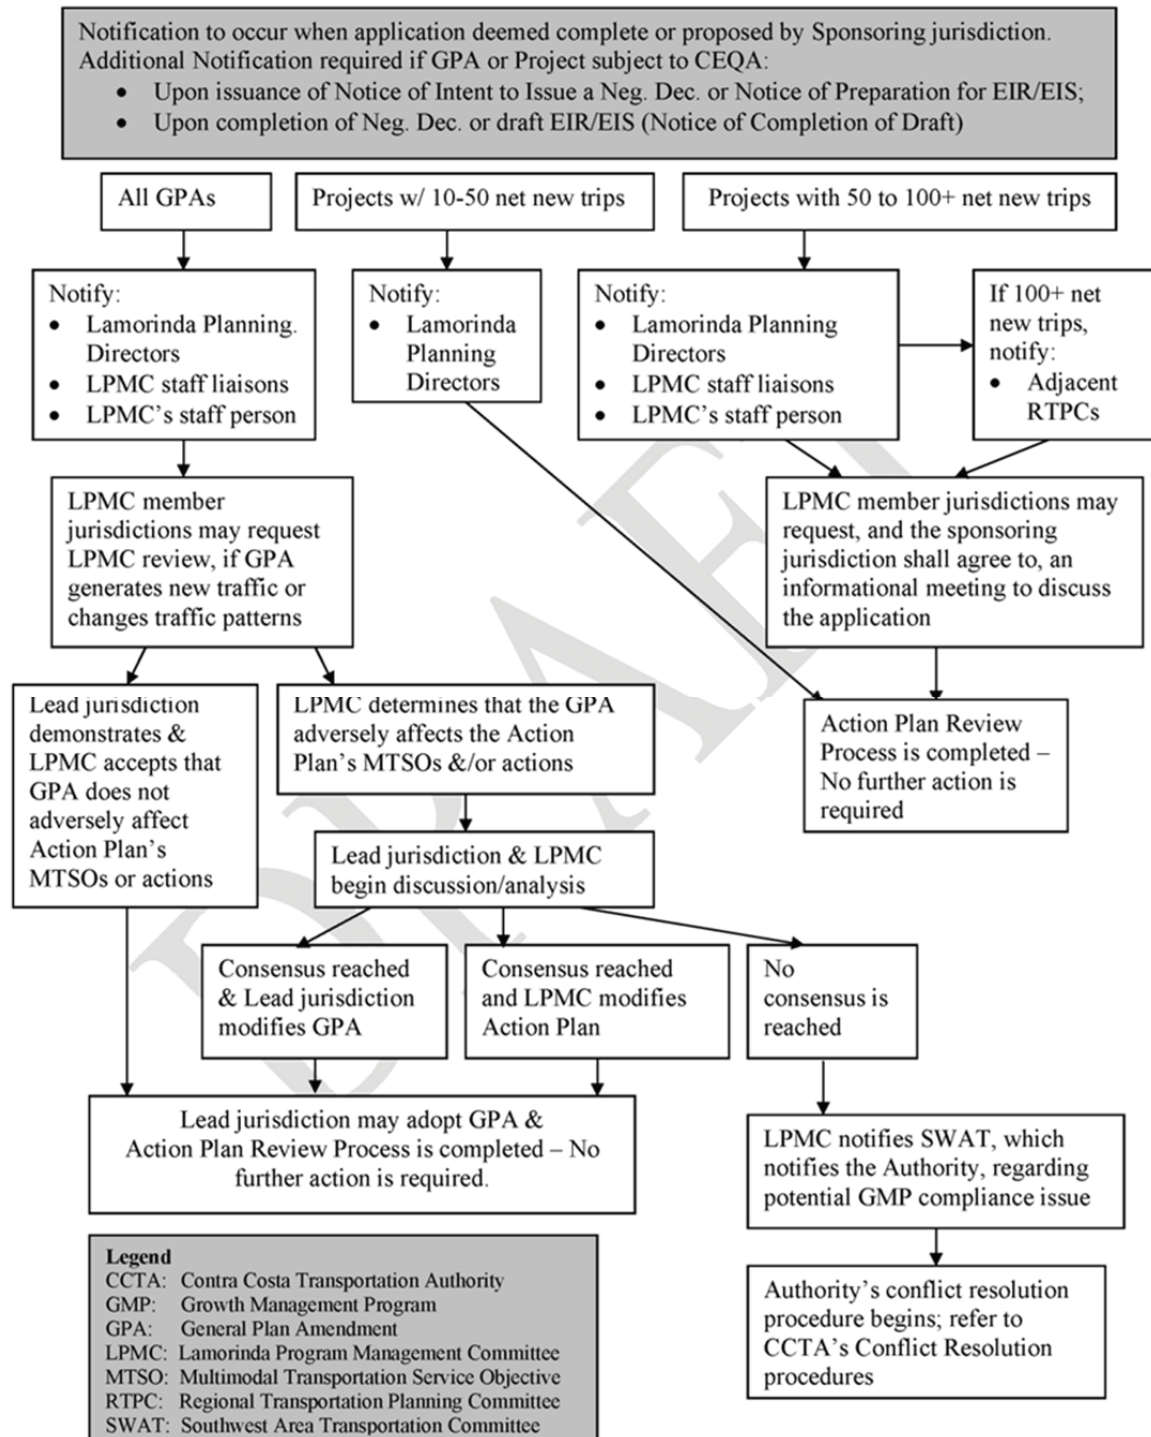 Notification to occur when application deemed complete or proposed by Sponsoring jurisdiction.
Additional Notification required if GPA or Project subject to CEQA:
• Upon issuance of Notice of Intent to Issue a Neg. Dec. or Notice of Preparation for EIR/EIS;
• Upon completion of Neg. Dec. or draft EIR/EIS (Notice of Completion of Draft)
All GPAs
Projects w/ 10-50 net new trips
Projects with 50 to 100+ net new trips
Notify:
• Lamorinda Planning.
Directors
• LPMC staff liaisons
• LPMC's staff person
Notify:
• Lamorinda
Planning
Directors
Notify:
• Lamorinda Planning
Directors
• LPMC staff liaisons
• LPMC's staff person
If 100+ net
new trips,
notify:
• Adjacent
RTPCs
LPMC member
jurisdictions may request
LPMC review, if GPA
generates new traffic or
changes traffic patterns
LPMC member jurisdictions may
request, and the sponsoring
jurisdiction shall agree to, an
informational meeting to discuss
the application
Lead jurisdiction
demonstrates &
LPMC accepts that
GPA does not
adversely affect
Action Plan's
MTSOs or actions
LPMC determines that the GPA
adversely affects the Action
Plan's MTSOs &/or actions
Action Plan Review
Process is completed –
No further action is
required
Lead jurisdiction & LPMC
begin discussion/analysis
Consensus reached
& Lead jurisdiction
modifies GPA
Consensus reached
and LPMC modifies
Action Plan
No
consensus is
reached
Lead jurisdiction may adopt GPA &
Action Plan Review Process is completed – No
further action is required.
LPMC notifies SWAT, which
notifies the Authority, regarding
potential GMP compliance issue
Authority's conflict resolution
procedure begins; refer to
CCTA's Conflict Resolution
procedures
Legend
CCTA: Contra Costa Transportation Authority
GMP: Growth Management Program
GPA: General Plan Amendment
LPMC: Lamorinda Program Management Committee
MTSO: Multimodal Transportation Service Objective
RTPC: Regional Transportation Planning Committee
SWAT: Southwest Area Transportation Committee
DRAFT